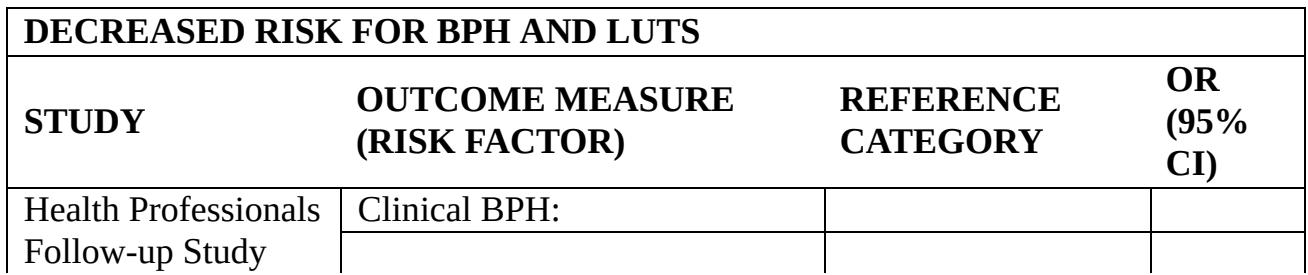 DECREASED RISK FOR BPH AND LUTS
STUDY
OUTCOME MEASURE
(RISK FACTOR)
REFERENCE
CATEGORY
OR
(95%
CI)
Health Professionals
Follow-up Study
Clinical BPH: